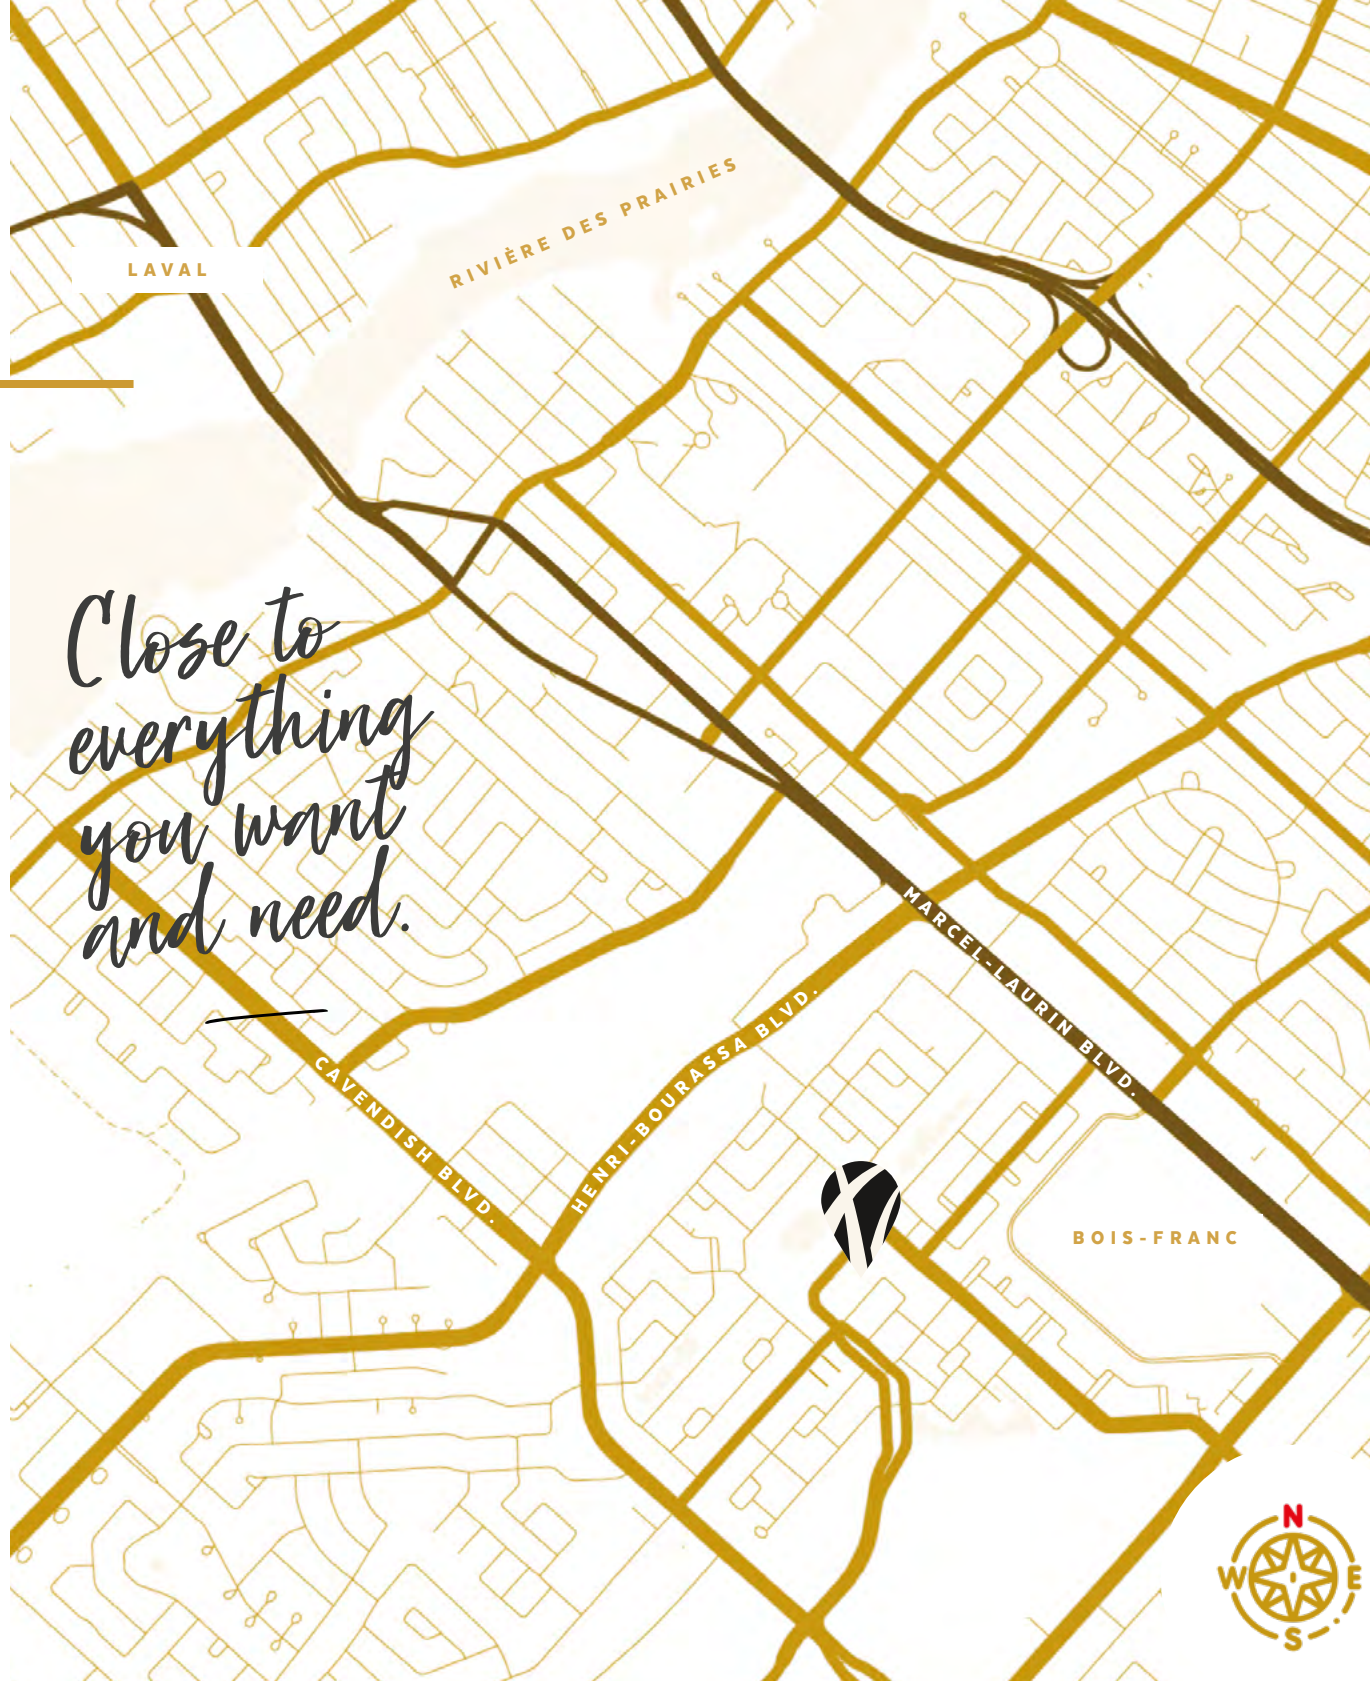 RIVIÈRE DES PRAIRIES
LAVAL
Close to
everything
you want
and need.
MARCEL-LAURIN BLVD.
HENRI-BOURASSA BLVD.
CAVENDISH BLVD.
BOIS-FRANC
N
W E
S